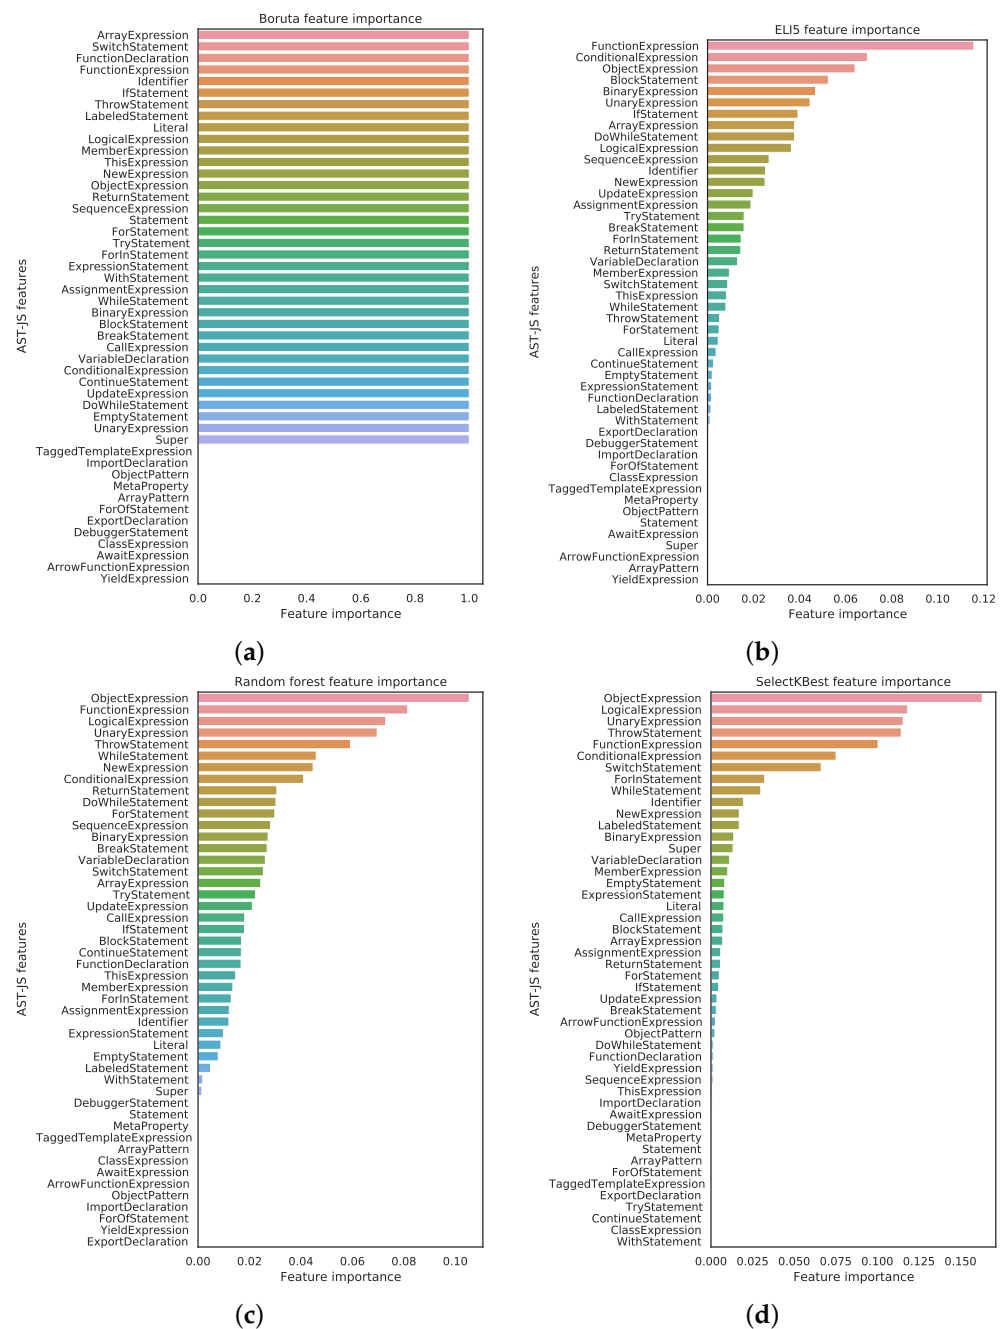 Boruta feature importance
ArrayExpression
SwitchStatement
FunctionDeclaration
FunctionExpression
Identifier
IfStatement
ThrowStatement
LabeledStatement
Literal
LogicalExpression
MemberExpression
ThisExpression
NewExpression
ObjectExpression
ReturnStatement
SequenceExpression
Statement
ForStatement
TryStatement
ForInStatement
ExpressionStatement
WithStatement
AssignmentExpression
WhileStatement
BinaryExpression
BlockStatement
BreakStatement
CallExpression
VariableDeclaration
ConditionalExpression
ContinueStatement
UpdateExpression
DoWhileStatement
EmptyStatement
UnaryExpression
Super
TaggedTemplateExpression
ImportDeclaration
ObjectPattern
MetaProperty
ArrayPattern
ForOfStatement
ExportDeclaration
DebuggerStatement
ClassExpression
AwaitExpression
ArrowFunctionExpression
YieldExpression
AST-JS features
0.0 0.2 0.4 0.6 0.8 1.0
Feature importance
(a)
ELI5 feature importance
FunctionExpression
ConditionalExpression
ObjectExpression
BlockStatement
BinaryExpression
UnaryExpression
IfStatement
ArrayExpression
DoWhileStatement
LogicalExpression
SequenceExpression
Identifier
NewExpression
UpdateExpression
AssignmentExpression
TryStatement
BreakStatement
ForInStatement
ReturnStatement
VariableDeclaration
MemberExpression
SwitchStatement
ThisExpression
WhileStatement
ThrowStatement
ForStatement
Literal
CallExpression
ContinueStatement
EmptyStatement
ExpressionStatement
FunctionDeclaration
LabeledStatement
WithStatement
ExportDeclaration
DebuggerStatement
ImportDeclaration
ForOfStatement
ClassExpression
TaggedTemplateExpression
MetaProperty
ObjectPattern
Statement
AwaitExpression
Super
ArrowFunctionExpression
ArrayPattern
YieldExpression
AST-JS features
0.00 0.02 0.04 0.06 0.08 0.10 0.12
Feature importance
(b)
Random forest feature importance
ObjectExpression
FunctionExpression
LogicalExpression
UnaryExpression
ThrowStatement
WhileStatement
NewExpression
ConditionalExpression
ReturnStatement
DoWhileStatement
ForStatement
SequenceExpression
BinaryExpression
BreakStatement
VariableDeclaration
SwitchStatement
ArrayExpression
TryStatement
UpdateExpression
CallExpression
IfStatement
BlockStatement
ContinueStatement
FunctionDeclaration
ThisExpression
MemberExpression
ForInStatement
AssignmentExpression
Identifier
ExpressionStatement
Literal
EmptyStatement
LabeledStatement
WithStatement
Super
DebuggerStatement
Statement
MetaProperty
TaggedTemplateExpression
ArrayPattern
ClassExpression
AwaitExpression
ArrowFunctionExpression
ObjectPattern
ImportDeclaration
ForOfStatement
YieldExpression
ExportDeclaration
AST-JS features
0.00 0.02 0.04 0.06 0.08 0.10
Feature importance
(c)
SelectKBest feature importance
ObjectExpression
LogicalExpression
UnaryExpression
ThrowStatement
FunctionExpression
ConditionalExpression
SwitchStatement
ForInStatement
WhileStatement
Identifier
NewExpression
LabeledStatement
BinaryExpression
Super
VariableDeclaration
MemberExpression
EmptyStatement
ExpressionStatement
Literal
CallExpression
BlockStatement
ArrayExpression
AssignmentExpression
ReturnStatement
ForStatement
IfStatement
UpdateExpression
BreakStatement
ArrowFunctionExpression
ObjectPattern
DoWhileStatement
FunctionDeclaration
YieldExpression
SequenceExpression
ThisExpression
ImportDeclaration
AwaitExpression
DebuggerStatement
MetaProperty
Statement
ArrayPattern
ForOfStatement
TaggedTemplateExpression
ExportDeclaration
TryStatement
ContinueStatement
ClassExpression
WithStatement
AST-JS features
0.000 0.025 0.050 0.075 0.100 0.125 0.150
Feature importance
(d)